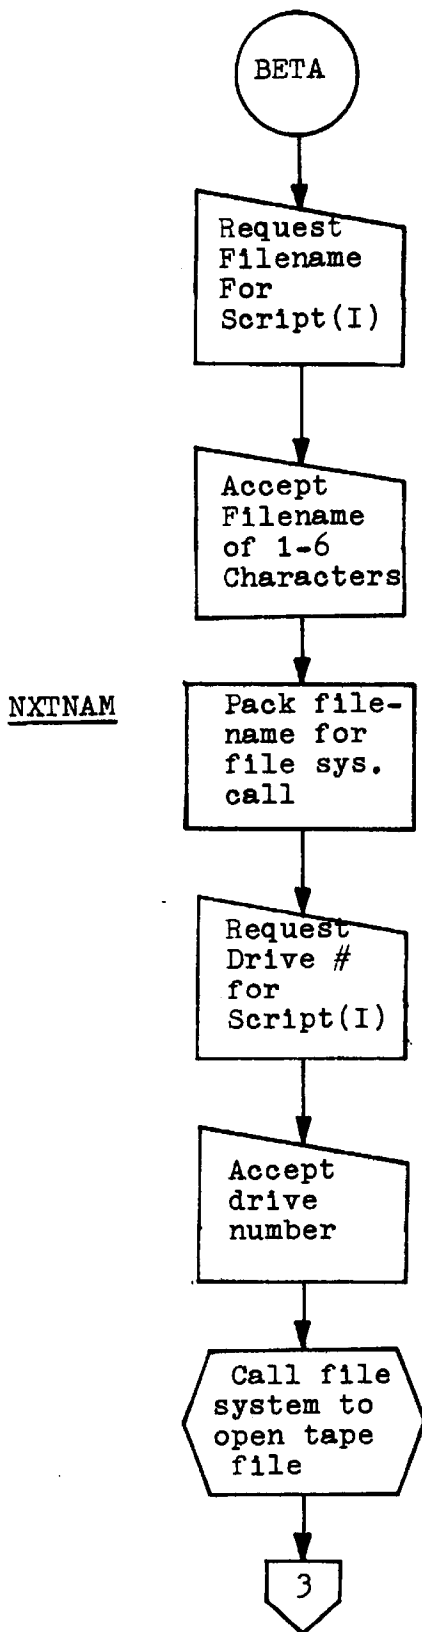 BETA
Request
Filename
For
Script(I)
Accept
Filename
of 1-6
Characters
NXTNAM
Pack file-
name for
file sys.
call
Request
Drive #
for
Script(I)
Accept
drive
number
Call file
system to
open tape
file
3